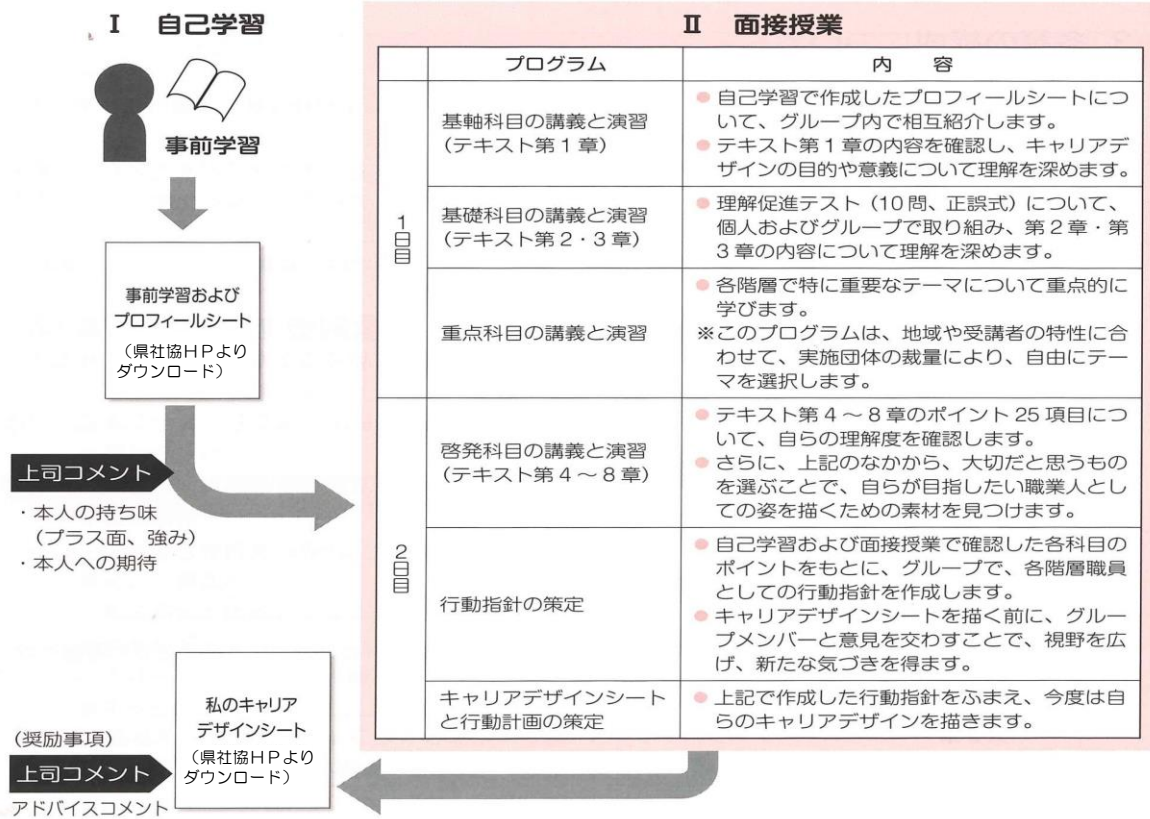 Ⅰ 自己学習
事前学習
事前学習および
プロフィールシート
（県社協ＨＰより
ダウンロード）
上司コメント
・本人の持ち味
（プラス面、強み）
・本人への期待
私のキャリア
デザインシート
（県社協ＨＰより
ダウンロード）
(奨励事項)
上司コメント
アドバイスコメント
Ⅱ 面接授業
プログラム
内 容
1日目
基軸科目の講義と演習
(テキスト第１章)
● 自己学習で作成したプロフィールシートにつ
いて、グループ内で相互紹介します。
● テキスト第１章の内容を確認し、キャリアデ
ザインの目的や意義について理解を深めます。
基礎科目の講義と演習
(テキスト第２・３章)
● 理解促進テスト（10問、正誤式）について、
個人およびグループで取り組み、第２章・第
３章の内容について理解を深めます。
重点科目の講義と演習
● 各階層で特に重要なテーマについて重点的に
学びます。
※このプログラムは、地域や受講者の特性に合
わせて、実施団体の裁量により、自由にテー
マを選択します。
2日目
啓発科目の講義と演習
(テキスト第４～８章)
● テキスト第４～８章のポイント 25 項目につ
いて、自らの理解度を確認します。
● さらに、上記のなかから、大切だと思うもの
を選ぶことで、自らが目指したい職業人とし
ての姿を描くための素材を見つけます。
行動指針の策定
● 自己学習および面接授業で確認した各科目の
ポイントをもとに、グループで、各階層職員
としての行動指針を作成します。
● キャリアデザインシートを描く前に、グルー
プメンバーと意見を交わすことで、視野を広
げ、新たな気づきを得ます。
キャリアデザインシート
と行動計画の策定
● 上記で作成した行動指針をふまえ、今度は自
らのキャリアデザインを描きます。